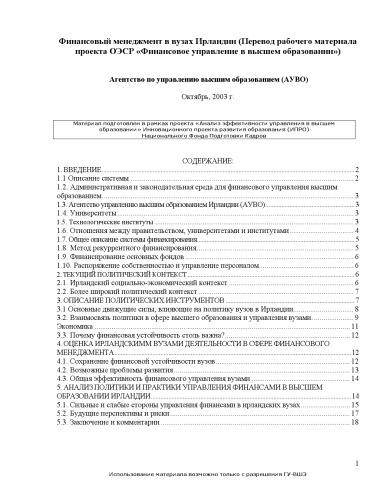 Финансовый менеджмент в вузах Ирландии (Перевод рабочего материала
проекта ОЭСР «Финансовое управление в высшем образовании»)
Агентство по управлению высшим образованием (АУВО)
Октябрь, 2003 г.
Материал подготовлен в рамках проекта «Анализ эффективности управления в высшем
образовании» Инновационного проекта развития образования (ИПРО)
Национального Фонда Подготовки Кадров
СОДЕРЖАНИЕ:
1. ВВЕДЕНИЕ 2
1.1 Описание системы 2
1.2. Административная и законодательная среда для финансового управления высшим
образованием 3
1.3. Агентство управлению высшим образованием Ирландии (АУВО) 3
1.4. Университеты 3
1.5. Технологические институты 3
1.6. Отношения между правительством, университетами и институтами 4
1.7. Общее описание системы финансирования 5
1.8. Метод рекуррентного финансирования 5
1.9. Финансирование основных фондов 6
1.10. Распоряжение собственностью и управление персоналом 6
2. ТЕКУЩИЙ ПОЛИТИЧЕСКИЙ КОНТЕКСТ 6
2.1. Ирландский социально-экономический контекст 6
2.2. Более широкий политический контекст 7
3. ОПИСАНИЕ ПОЛИТИЧЕСКИХ ИНСТРУМЕНТОВ 7
3.1 Основные движущие силы, влияющие на политику вузов в Ирландии 8
3.2. Взаимосвязь политики в сфере высшего образования и управления вузами 9
Экономика 11
3.3. Почему финансовая устойчивость столь важна? 12
4. ОЦЕНКА ИРЛАНДСКИММ ВУЗАМИ ДЕЯТЕЛЬНОСТИ В СФЕРЕ ФИНАНСОВОГО
МЕНЕДЖМЕНТА 12
4.1. Сохранение финансовой устойчивости вузов 12
4.2. Возможные проблемы развития 13
4.3. Общая эффективность финансового управления вузами 14
5. АНАЛИЗ ПОЛИТИКИ И ПРАКТИКИ УПРАВЛЕНИЯ ФИНАНСАМИ В ВЫСШЕМ
ОБРАЗОВАНИИ ИРЛАНДИИ 14
5.1. Сильные и слабые стороны управления финансами в ирландских вузах 15
5.2. Будущие перспективы и риски 17
5.3. Заключение и комментарии 18
1
Использование материала возможно только с разрешения ГУ-ВШЭ